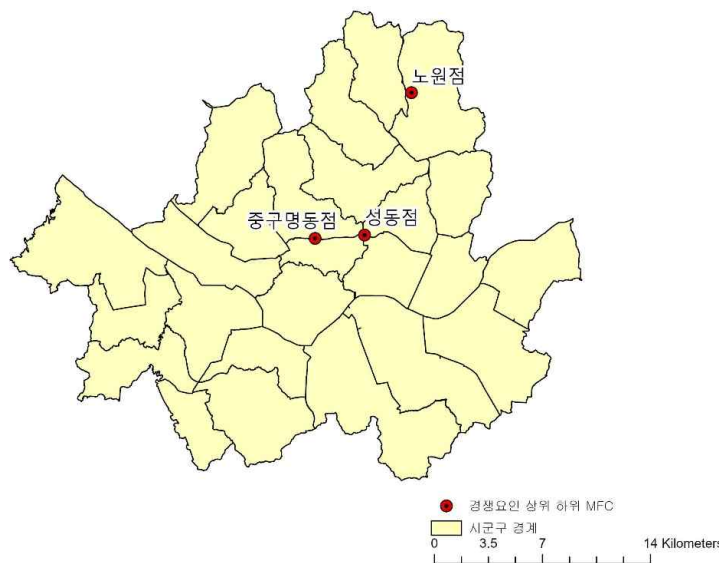 노원점
중구명동점
성동점
경쟁요인 상위 하위 MFC
시군구 경계
0 3.5 7 14 Kilometers